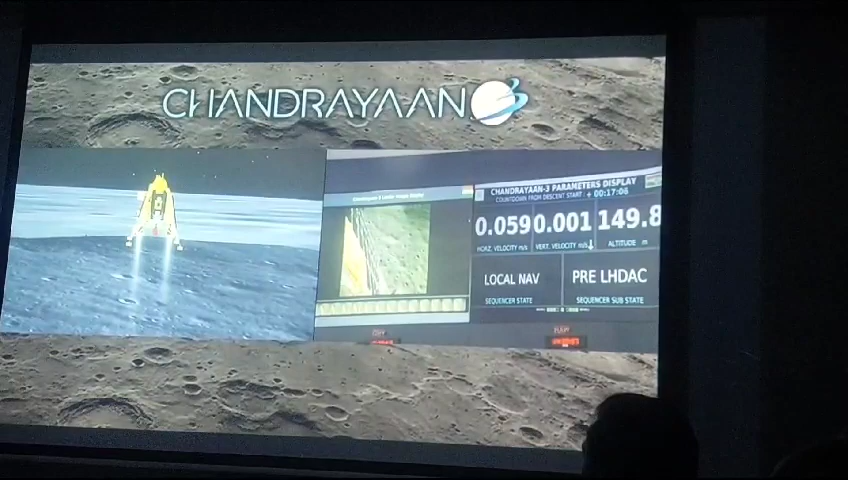 CHANDRAYAAN
CHANDRAYAAN-3 PARAMETERS DISPLAY
COUNTDOWN FROM DESCENT START : + 00:17:08
0.059 0.001 149.8
HORZ. VELOCITY m/s VERT. VELOCITY m/s ALTITUDE m
LOCAL NAV PRE LHDAC
SEQUENCER STATE SEQUENCER SUB STATE